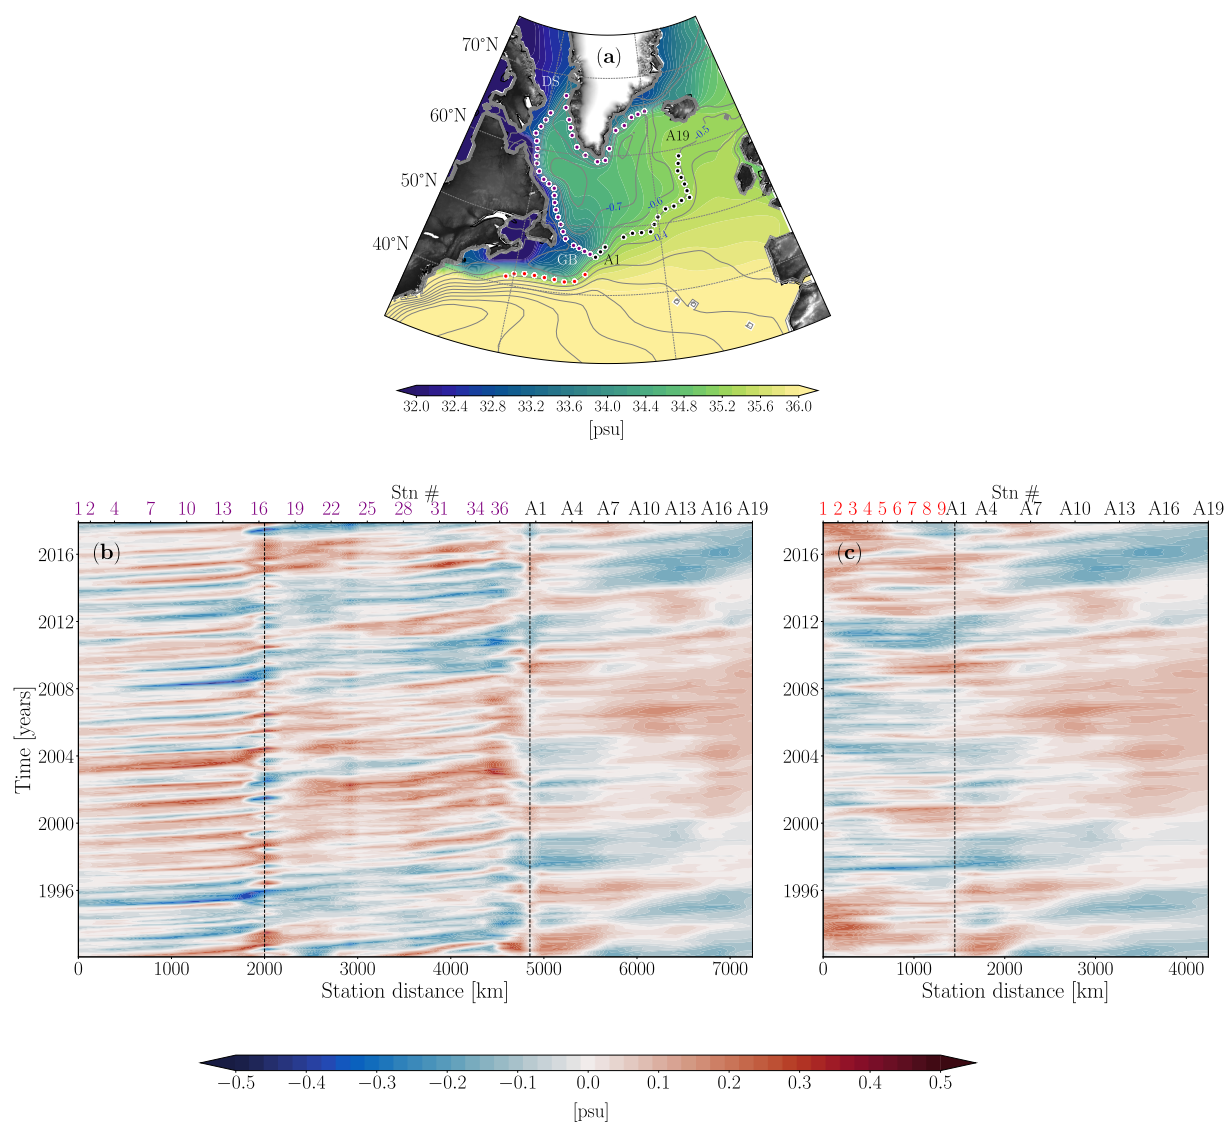 (a)
70°N
60°N
50°N
40°N
DS
A19
-0.5
-0.7
-0.6
-0.4
GB
A1
32.0 32.4 32.8 33.2 33.6 34.0 34.4 34.8 35.2 35.6 36.0
[psu]
Stn #
1 2 4 7 10 13 16 19 22 25 28 31 34 36 A1 A4 A7 A10 A13 A16 A19
(b)
Time [years]
2016
2012
2008
2004
2000
1996
0 1000 2000 3000 4000 5000 6000 7000
Station distance [km]
Stn #
1 2 3 4 5 6 7 8 9 A1 A4 A7 A10 A13 A16 A19
(c)
2016
2012
2008
2004
2000
1996
0 1000 2000 3000 4000
Station distance [km]
−0.5 −0.4 −0.3 −0.2 −0.1 0.0 0.1 0.2 0.3 0.4 0.5
[psu]